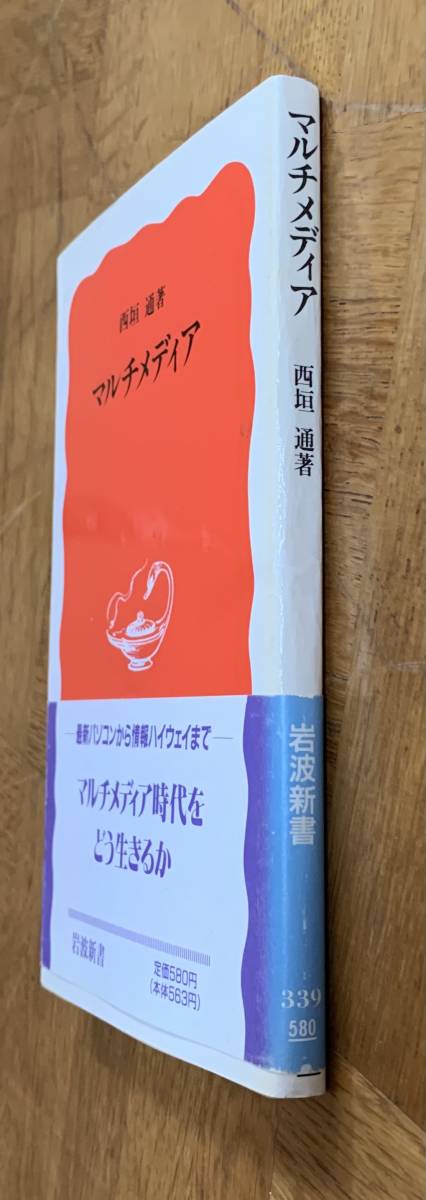 西垣 通著
マルチメディア
―最新パソコンから情報ハイウェイまで―
マルチメディア時代を
どう生きるか
岩波新書
定価580円
(本体563円)
マルチメディア
西垣 通著
岩波新書
339
580